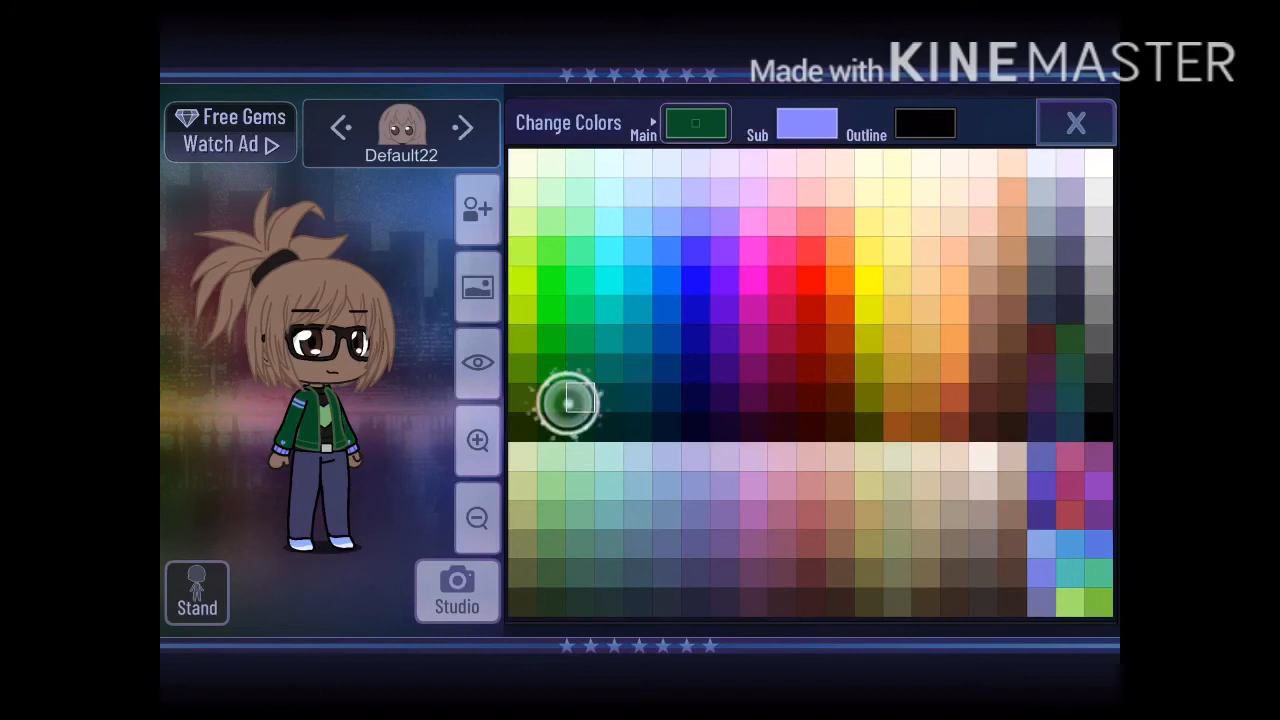 Made with KINEMASTER
Free Gems
Watch Ad
Default22
Change Colors
Main
Sub
Outline
X
Stand
Studio